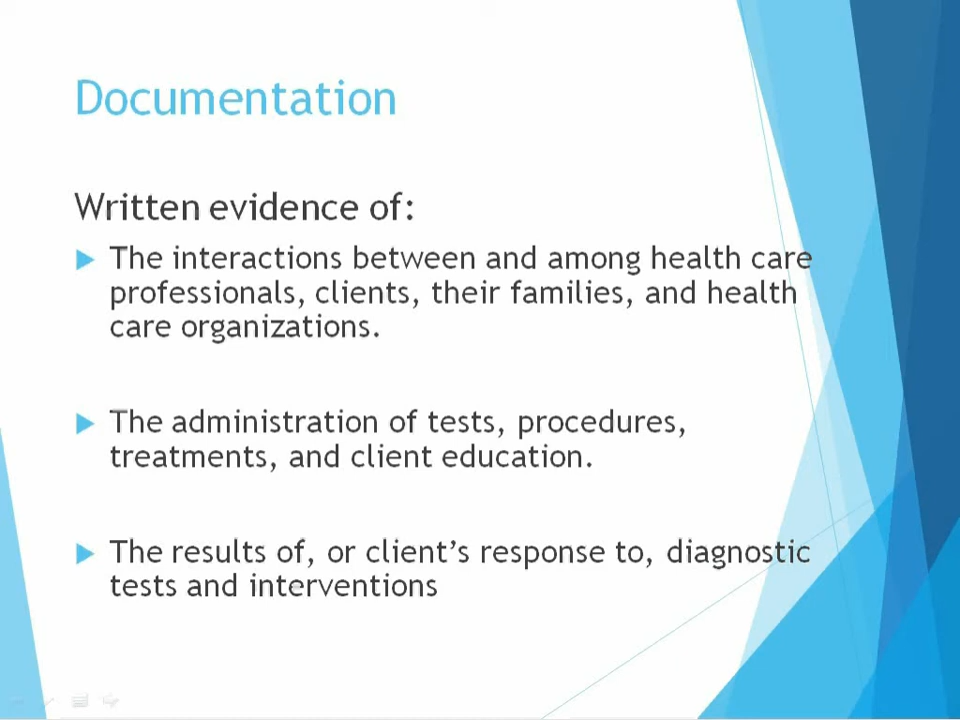 Documentation
Written evidence of:
The interactions between and among health care
professionals, clients, their families, and health
care organizations.
The administration of tests, procedures,
treatments, and client education.
The results of, or client’s response to, diagnostic
tests and interventions